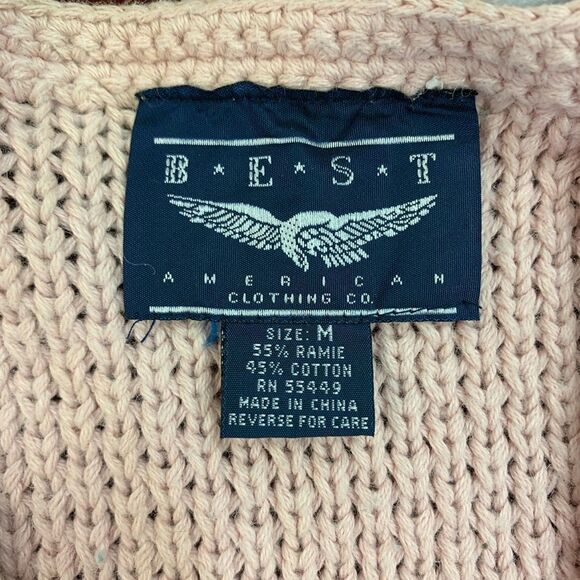 B★E★S★T
AMERICAN
CLOTHING CO.
SIZE: M
55% RAMIE
45% COTTON
RN 55449
MADE IN CHINA
REVERSE FOR CARE